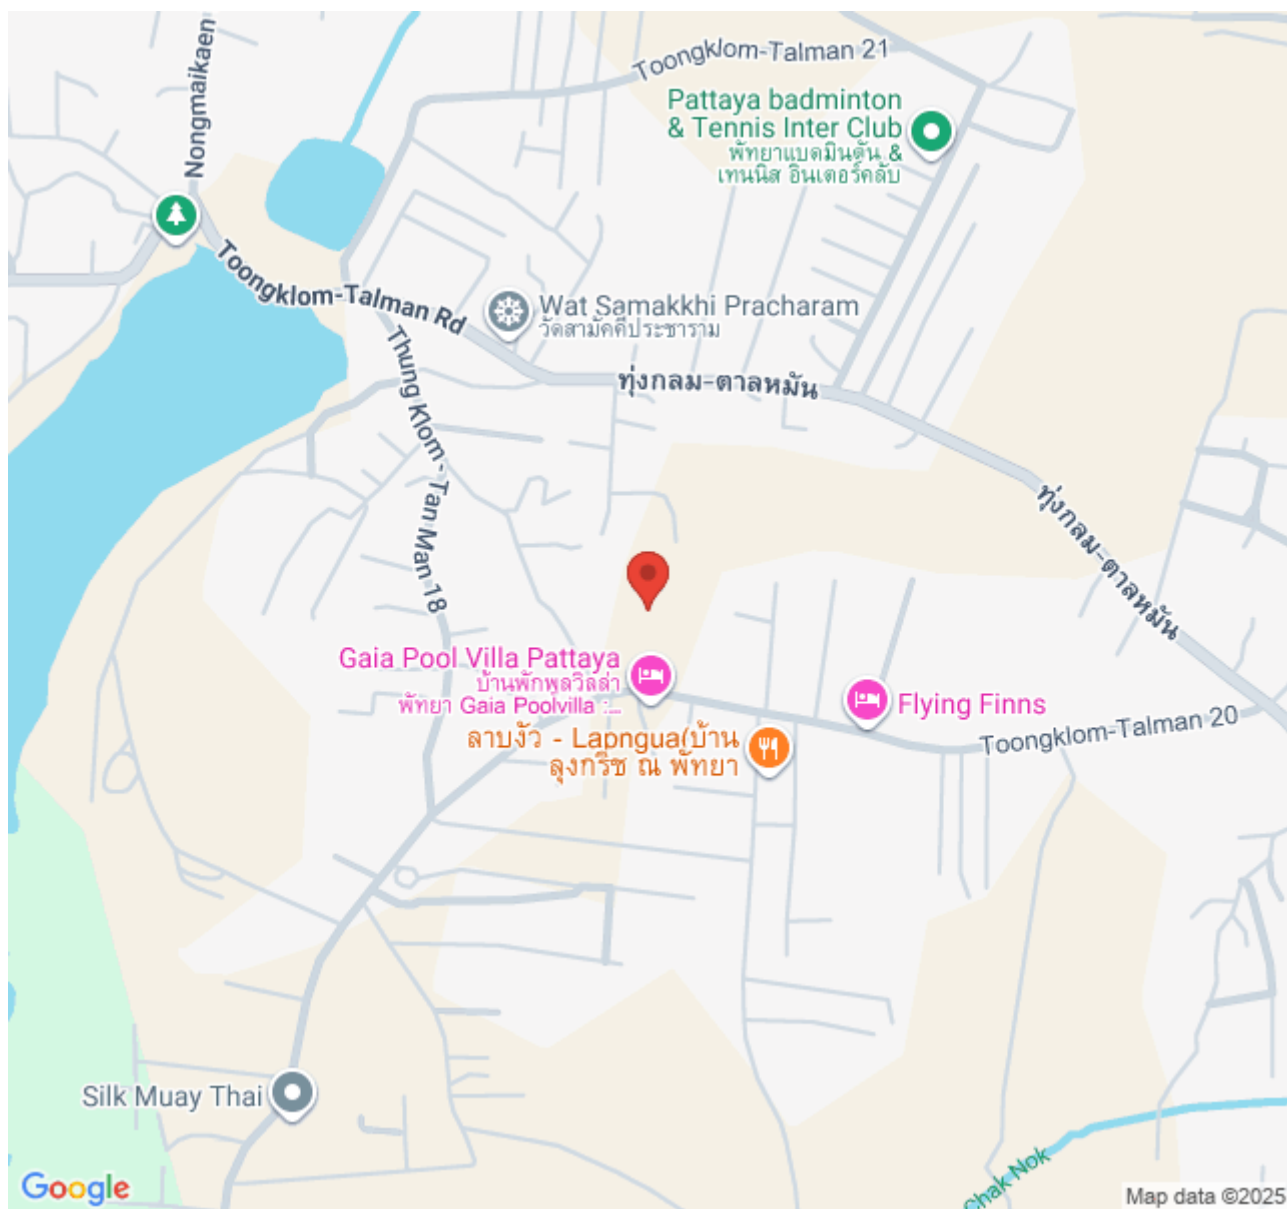 Nongmaikaen
Toongklom-Talman 21
Pattaya badminton
& Tennis Inter Club
พัทยาแบดมินตัน &
เทนนิส อินเตอร์คลับ
Toongklom-Talman Rd
Wat Samakkhi Pracharam
วัดสามัคคีประชาราม
ทุ่งกลม-ตาลหมัน
Thung Klom - Tan Man 18
ทุ่งกลม-ตาลหมัน
Gaia Pool Villa Pattaya
บ้านพักพูลวิลล่า
พัทยา Gaia Poolvilla :...
Flying Finns
Toongklom-Talman 20
ลาบงัว - Lapngua(บ้าน
ลุงกริช ณ พัทยา
Silk Muay Thai
Chak Nok
Google
Map data ©2025